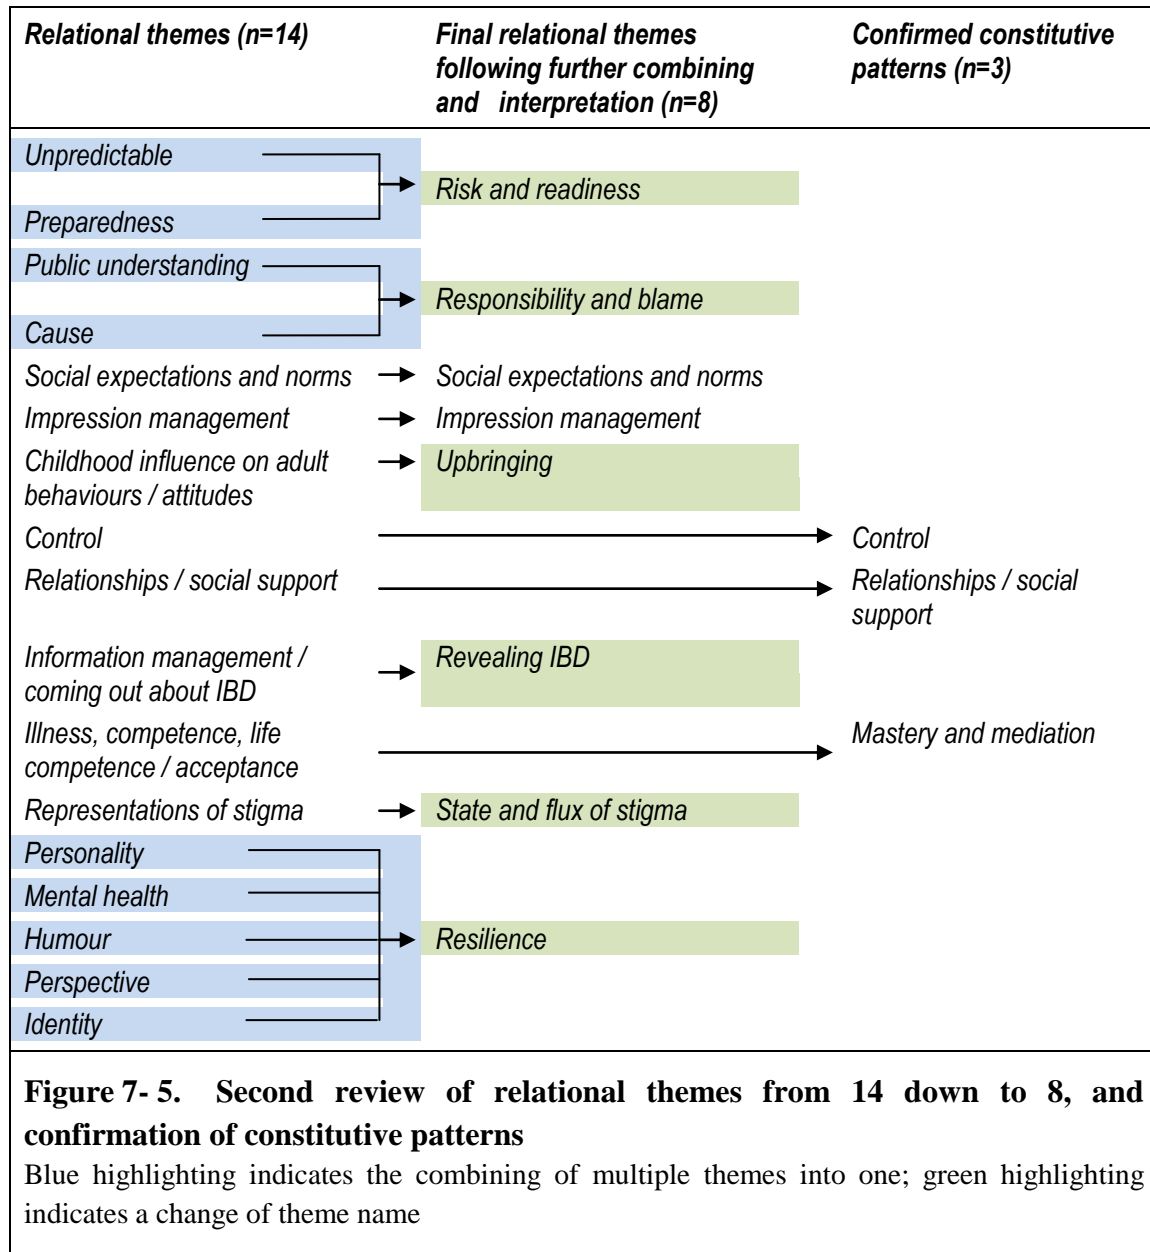 Relational themes (n=14)
Final relational themes
following further combining
and interpretation (n=8)
Confirmed constitutive
patterns (n=3)
Unpredictable
Risk and readiness
Preparedness
Public understanding
Responsibility and blame
Cause
Social expectations and norms
Social expectations and norms
Impression management
Impression management
Childhood influence on adult
behaviours / attitudes
Upbringing
Control
Control
Relationships / social support
Relationships / social
support
Information management /
coming out about IBD
Revealing IBD
Illness, competence, life
competence / acceptance
Mastery and mediation
Representations of stigma
State and flux of stigma
Personality
Mental health
Humour
Resilience
Perspective
Identity
Figure 7- 5. Second review of relational themes from 14 down to 8, and
confirmation of constitutive patterns
Blue highlighting indicates the combining of multiple themes into one; green highlighting
indicates a change of theme name